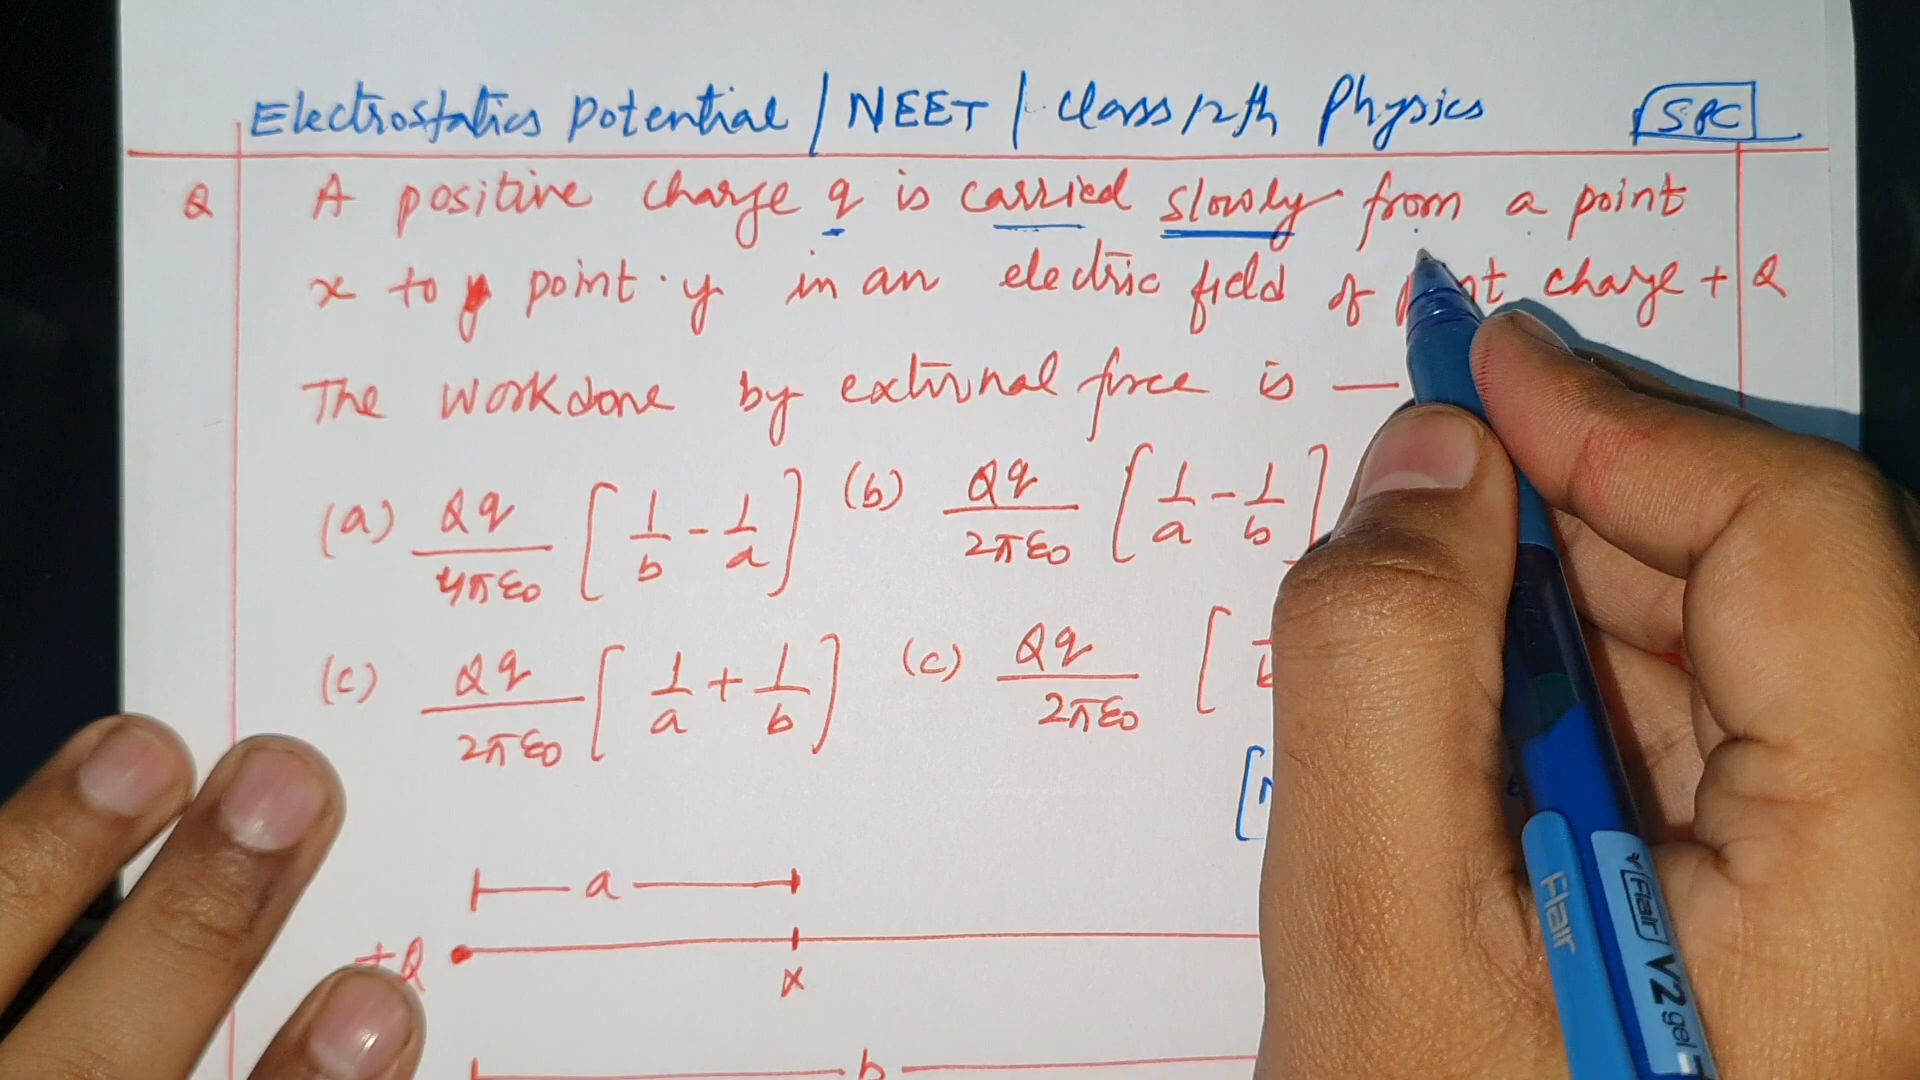 Electrostatics Potential / NEET / Class 12th Physics
SPC
Q A positive charge q is carried slowly from a point
x to point y in an electric field of charge + Q
The workdone by external force is —
(a) Qq/4πε0 [1/b - 1/a] (b) Qq/2πε0 [1/a - 1/b]
(c) Qq/2πε0 [1/a + 1/b] (c) Qq/2πε0 [
a
+Q
x
b
Flair
Flair V2 gel